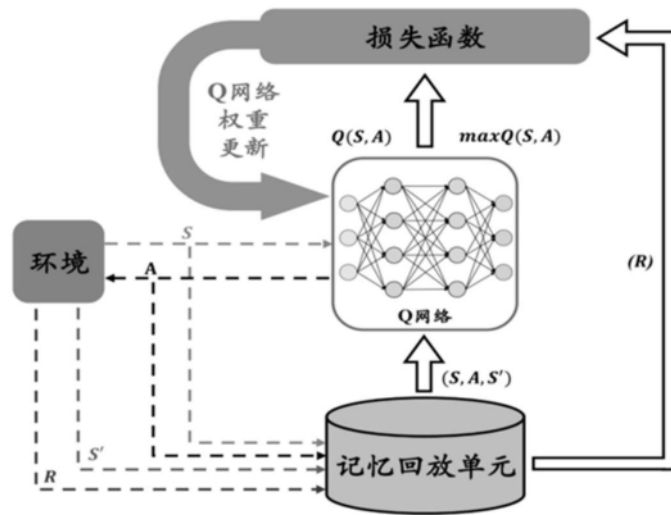 损失函数
Q网络
权重
更新
Q(S, A)
maxQ(S, A)
S
环境
A
(R)
Q网络
(S, A, S′)
S′
R
记忆回放单元